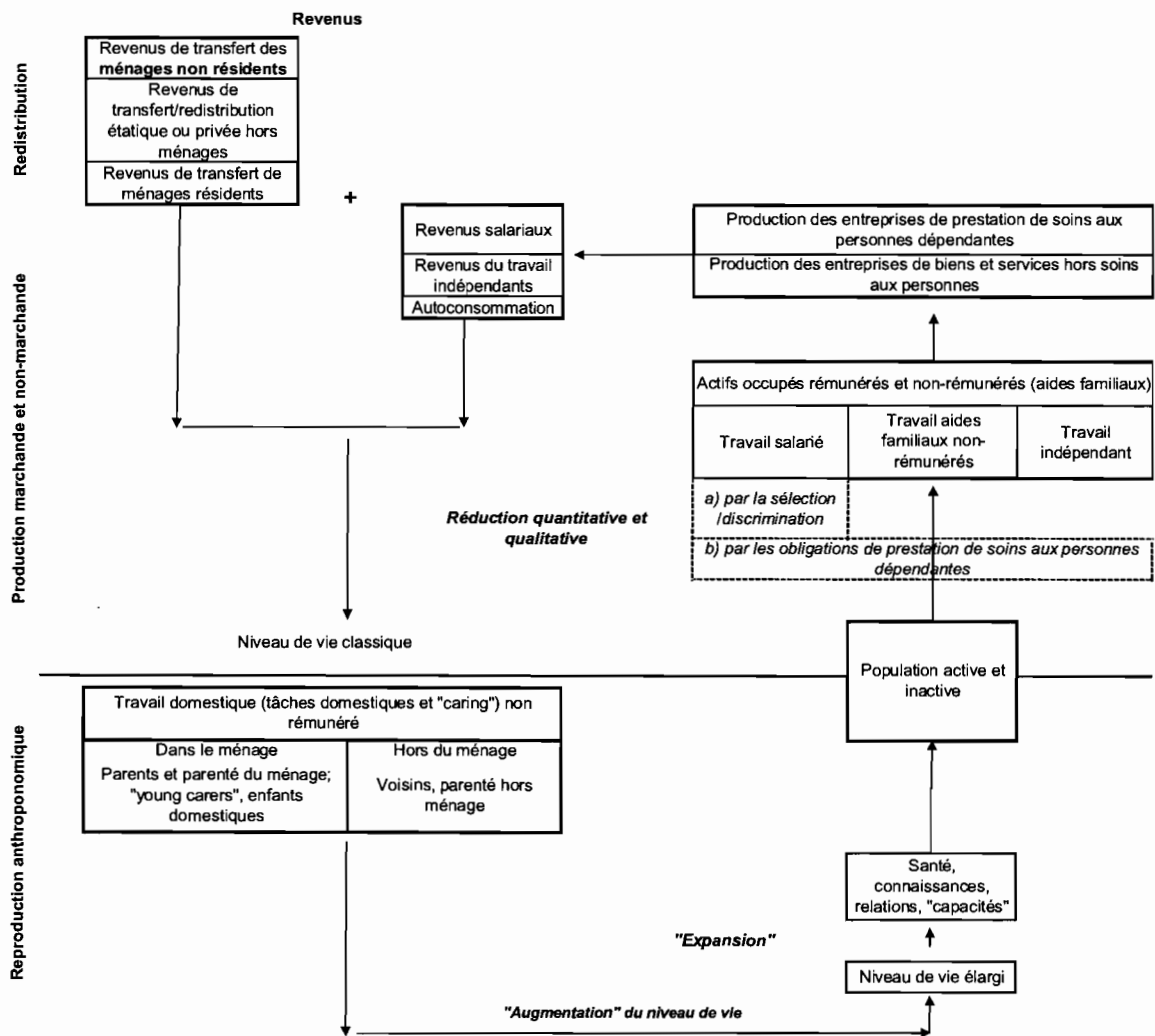 Revenus
Redistribution
Revenus de transfert des
ménages non résidents
Revenus de
transfert/redistribution
étatique ou privée hors
ménages
Revenus de transfert de
ménages résidents
+
Production marchande et non-marchande
Revenus salariaux
Revenus du travail
indépendants
Autoconsommation
Production des entreprises de prestation de soins aux
personnes dépendantes
Production des entreprises de biens et services hors soins
aux personnes
Actifs occupés rémunérés et non-rémunérés (aides familiaux)
Travail salarié
Travail aides
familiaux non-
rémunérés
Travail
indépendant
a) par la sélection
/discrimination
b) par les obligations de prestation de soins aux personnes
dépendantes
Réduction quantitative et
qualitative
Niveau de vie classique
Population active et
inactive
Reproduction anthroponomique
Travail domestique (tâches domestiques et "caring") non
rémunéré
Dans le ménage
Parents et parenté du ménage;
"young carers", enfants
domestiques
Hors du ménage
Voisins, parenté hors
ménage
Santé,
connaissances,
relations, "capacités"
"Expansion"
Niveau de vie élargi
"Augmentation" du niveau de vie